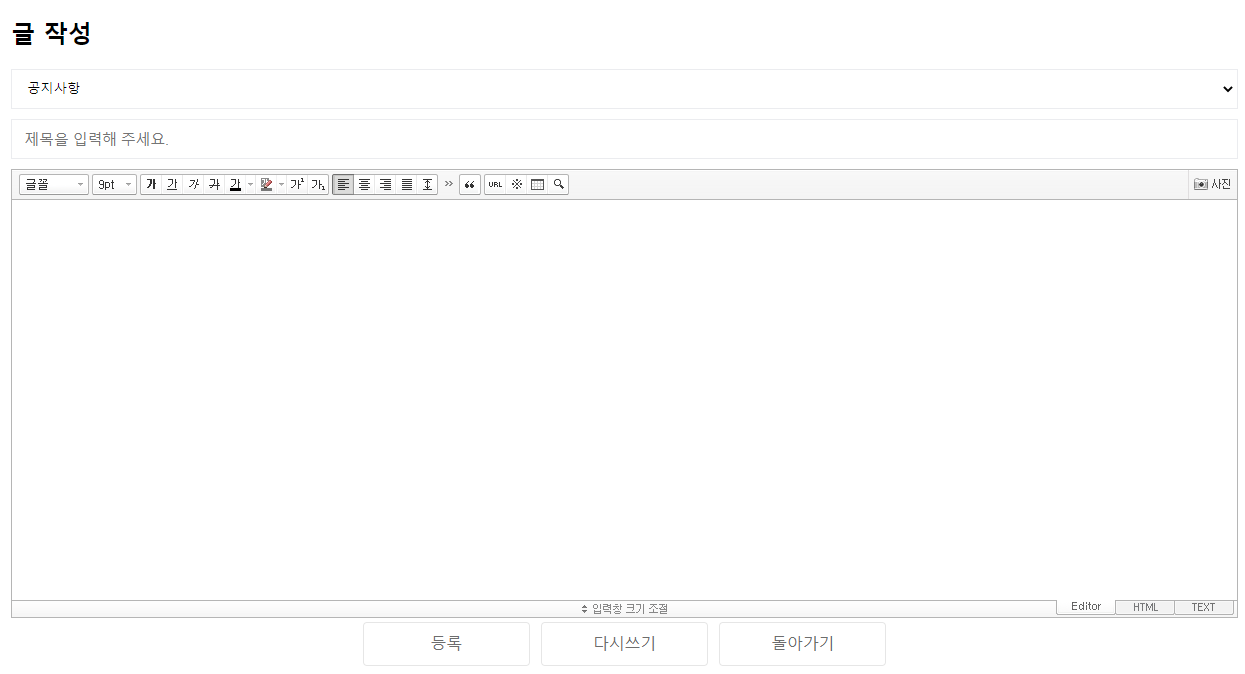 글 작성
공지사항
제목을 입력해 주세요.
글꼴 9pt 가 가 가 가 가 가¹ 가₁ URL ※ 사진
입력창 크기 조절 Editor HTML TEXT
등록 다시쓰기 돌아가기